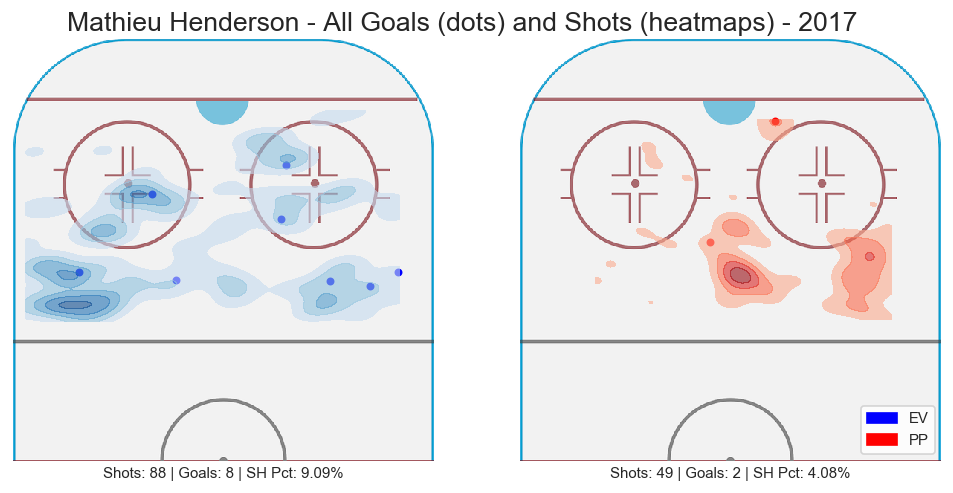 Mathieu Henderson - All Goals (dots) and Shots (heatmaps) - 2017
EV
PP
Shots: 88 | Goals: 8 | SH Pct: 9.09%
Shots: 49 | Goals: 2 | SH Pct: 4.08%